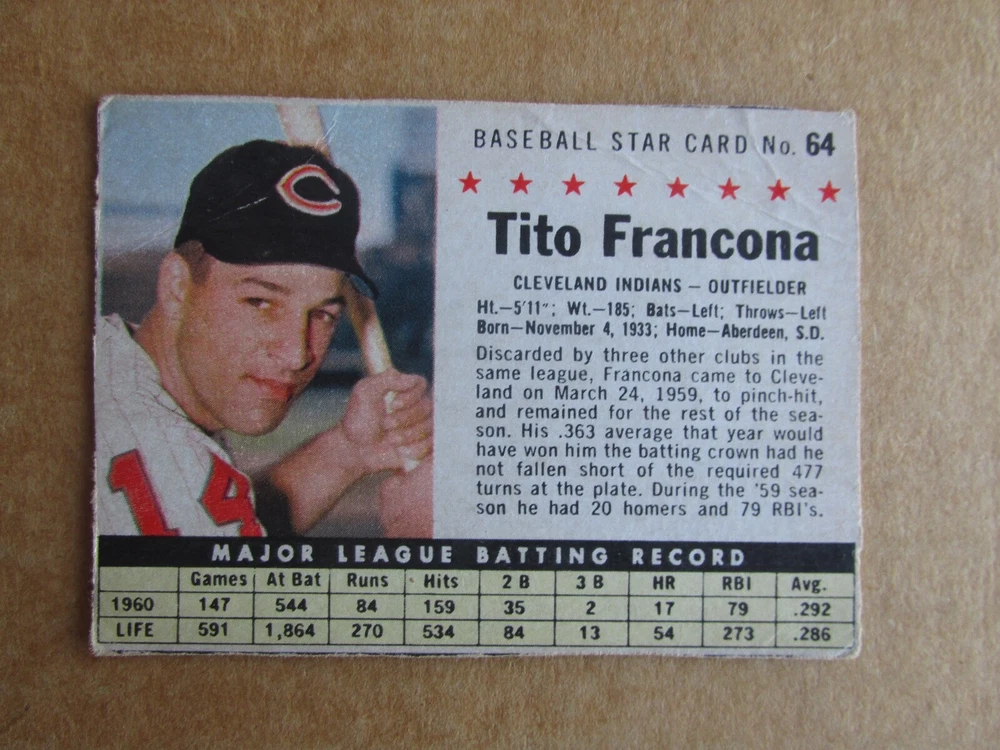 BASEBALL STAR CARD No. 64
Tito Francona
CLEVELAND INDIANS – OUTFIELDER
Ht.–5'11"; Wt.–185; Bats–Left; Throws–Left
Born–November 4, 1933; Home–Aberdeen, S.D.
Discarded by three other clubs in the
same league, Francona came to Cleve-
land on March 24, 1959, to pinch-hit,
and remained for the rest of the sea-
son. His .363 average that year would
have won him the batting crown had he
not fallen short of the required 477
turns at the plate. During the '59 sea-
son he had 20 homers and 79 RBI's.
C
14
MAJOR LEAGUE BATTING RECORD
Games At Bat Runs Hits 2 B 3 B HR RBI Avg.
1960 147 544 84 159 35 2 17 79 .292
LIFE 591 1,864 270 534 84 13 54 273 .286